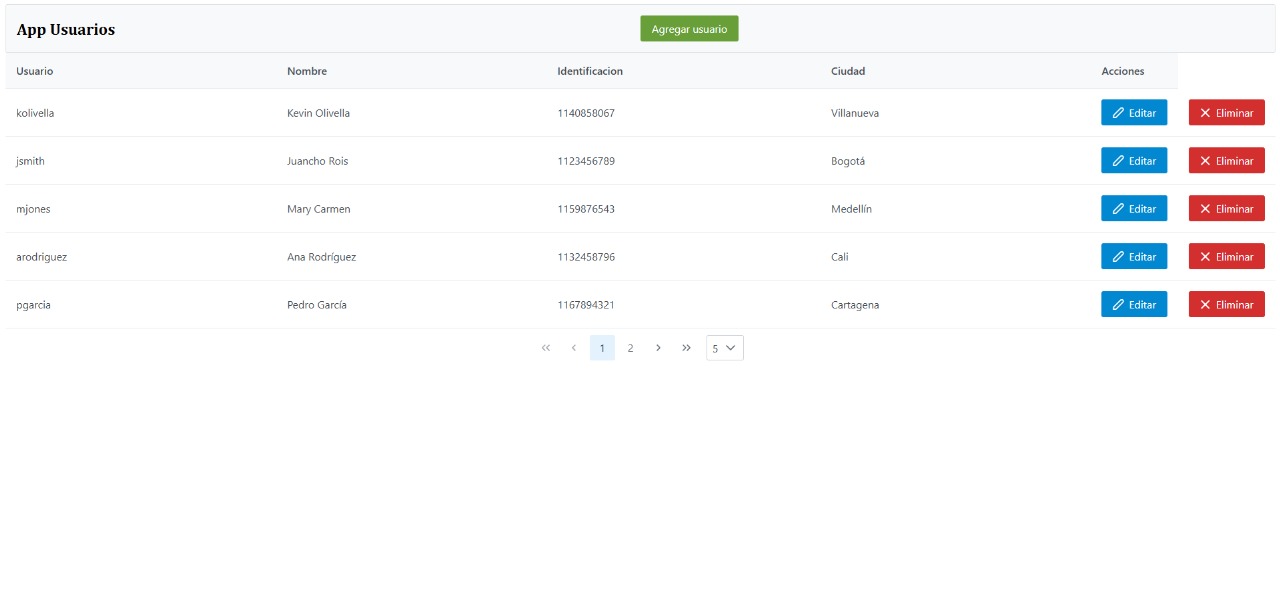 App Usuarios Agregar usuario
Usuario Nombre Identificacion Ciudad Acciones
kolivella Kevin Olivella 1140858067 Villanueva Editar Eliminar
jsmith Juancho Rois 1123456789 Bogotá Editar Eliminar
mjones Mary Carmen 1159876543 Medellín Editar Eliminar
arodriguez Ana Rodríguez 1132458796 Cali Editar Eliminar
pgarcia Pedro García 1167894321 Cartagena Editar Eliminar
1 2 5